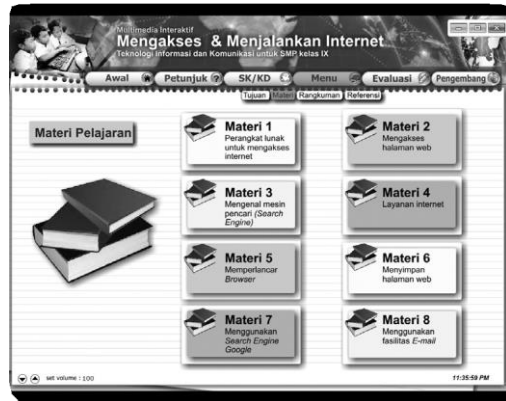 Multimedia Interaktif
Mengakses & Menjalankan Internet
Teknologi Informasi dan Komunikasi untuk SMP kelas IX
Awal Petunjuk SK/KD Menu Evaluasi Pengembang
Tujuan Materi Rangkuman Referensi
Materi Pelajaran
Materi 1
Perangkat lunak
untuk mengakses
internet
Materi 2
Mengakses
halaman web
Materi 3
Mengenal mesin
pencari (Search
Engine)
Materi 4
Layanan internet
Materi 5
Memperlancar
Browser
Materi 6
Menyimpan
halaman web
Materi 7
Menggunakan
Search Engine
Google
Materi 8
Menggunakan
fasilitas E-mail
set volume : 100
11:35:59 PM